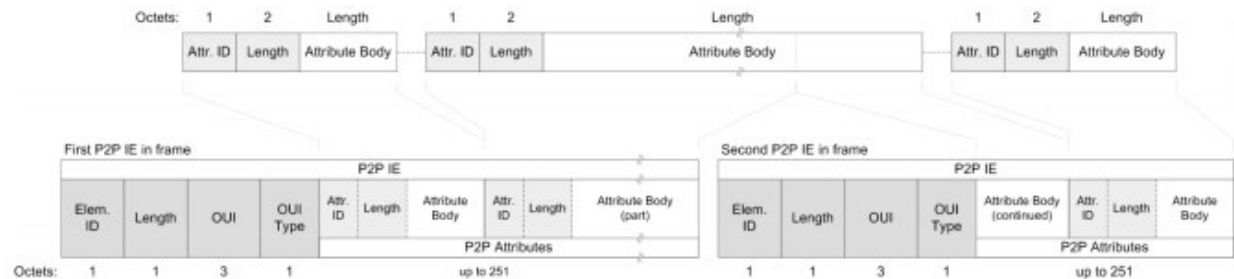 Octets: 1 2 Length 1 2 Length 1 2 Length
Attr. ID Length Attribute Body Attr. ID Length Attribute Body Attr. ID Length Attribute Body
First P2P IE in frame Second P2P IE in frame
P2P IE P2P IE
Elem. ID Length OUI OUI Type Attr. ID Length Attribute Body Attr. ID Length Attribute Body (part) Elem. ID Length OUI OUI Type Attribute Body (continued) Attr. ID Length Attribute Body
P2P Attributes P2P Attributes
Octets: 1 1 3 1 up to 251 1 1 3 1 up to 251